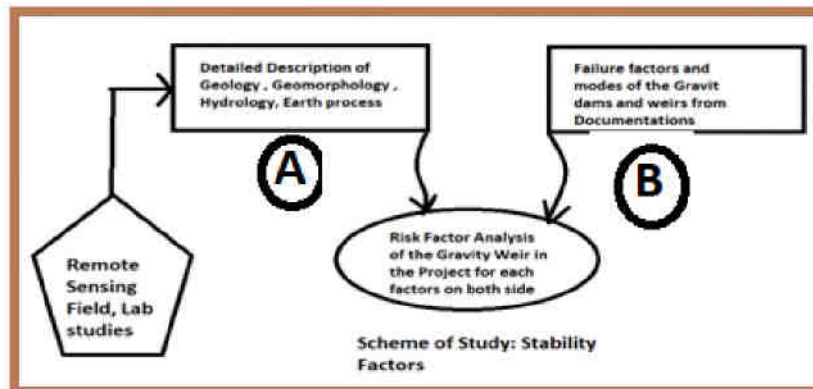 Detailed Description of
Geology , Geomorphology ,
Hydrology, Earth process
Failure factors and
modes of the Gravit
dams and weirs from
Documentations
A
B
Remote
Sensing
Field, Lab
studies
Risk Factor Analysis
of the Gravity Weir in
the Project for each
factors on both side
Scheme of Study: Stability
Factors